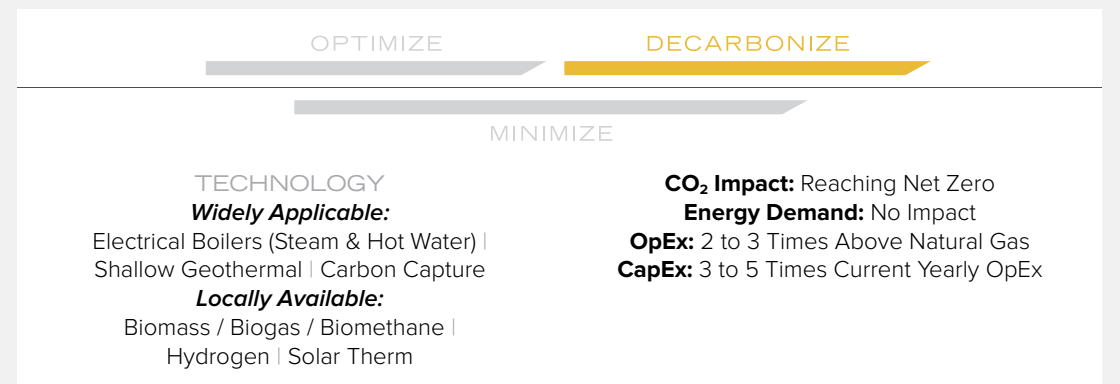 OPTIMIZE
DECARBONIZE
MINIMIZE
TECHNOLOGY
Widely Applicable:
Electrical Boilers (Steam & Hot Water) |
Shallow Geothermal | Carbon Capture
Locally Available:
Biomass / Biogas / Biomethane |
Hydrogen | Solar Therm
CO₂ Impact: Reaching Net Zero
Energy Demand: No Impact
OpEx: 2 to 3 Times Above Natural Gas
CapEx: 3 to 5 Times Current Yearly OpEx